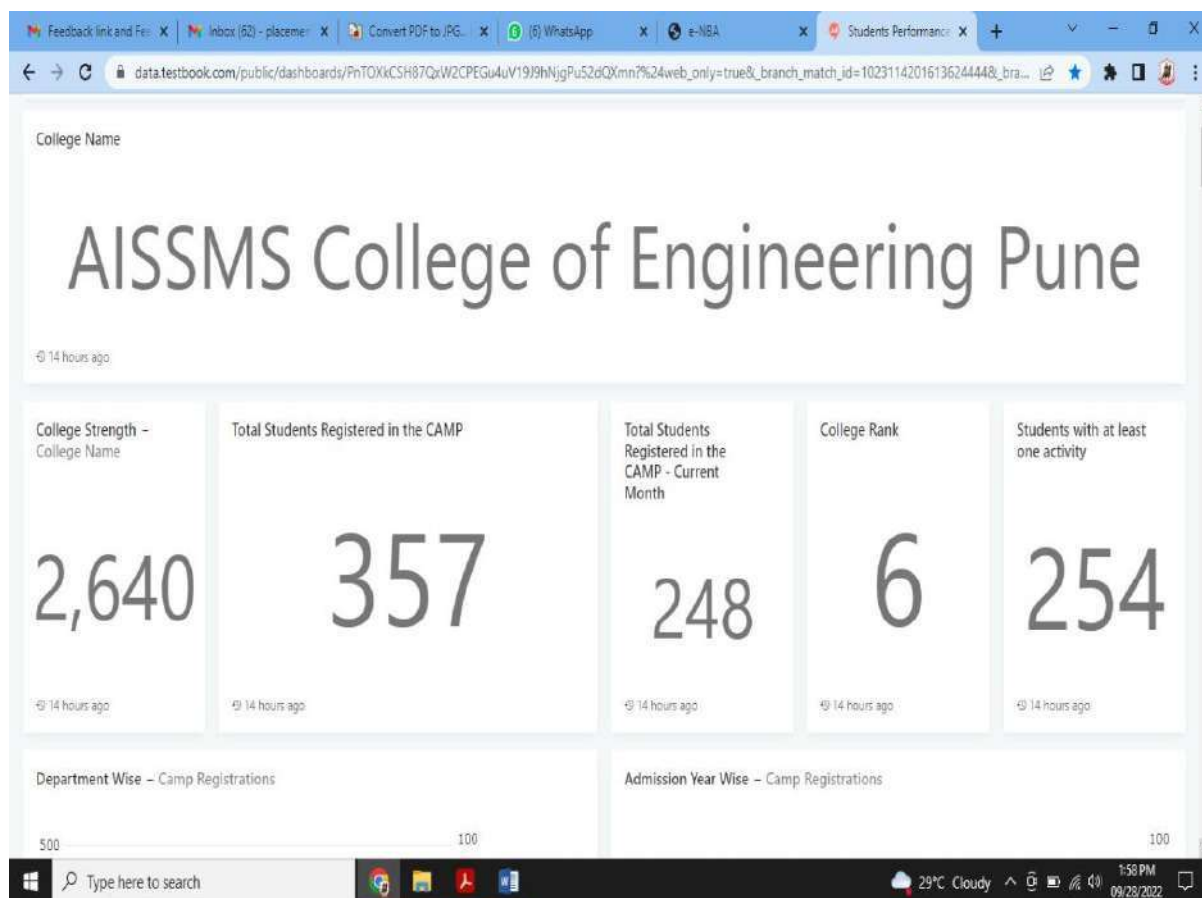 Feedback link and Fe
Inbox (62) - placeme
Convert PDF to JPG..
(6) WhatsApp
e-NBA
Students Performance
data.testbook.com/public/dashboards/PnTOXkCSH87QxW2CPEGu4uV19J9hNjgPu52dQXmn?%24web_only=true&_branch_match_id=1023114201613624444&_bra...
College Name
AISSMS College of Engineering Pune
14 hours ago
College Strength –
College Name
2,640
14 hours ago
Total Students Registered in the CAMP
357
14 hours ago
Total Students
Registered in the
CAMP - Current
Month
248
14 hours ago
College Rank
6
14 hours ago
Students with at least
one activity
254
14 hours ago
Department Wise – Camp Registrations
500
100
Admission Year Wise – Camp Registrations
100
Type here to search
29°C Cloudy
1:58 PM
09/28/2022